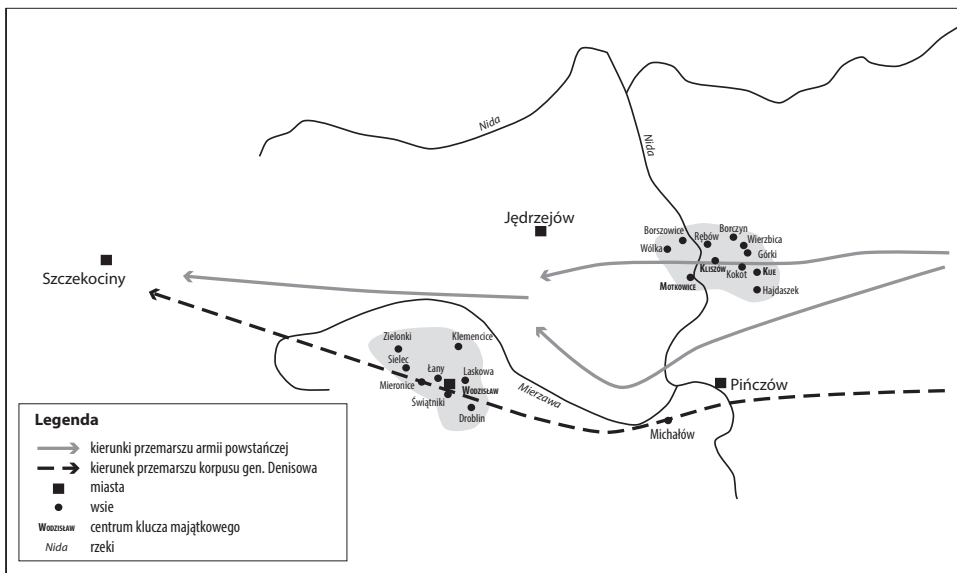 Nida
Nida
Jędrzejów
Szczekociny
Borszowice
Borczyn
Rębów
Wierzbica
Wólka
Górki
Kliszów
Kokot
Kije
Motkowice
Hajdaszek
Zielonki
Klemencice
Sielec
Łany
Laskowa
Mieronice
Wodzisław
Świątniki
Droblin
Mierzawa
Pińczów
Michałów
Legenda
kierunki przemarszu armii powstańczej
kierunek przemarszu korpusu gen. Denisowa
miasta
wsie
Wodzisław centrum klucza majątkowego
Nida rzeki